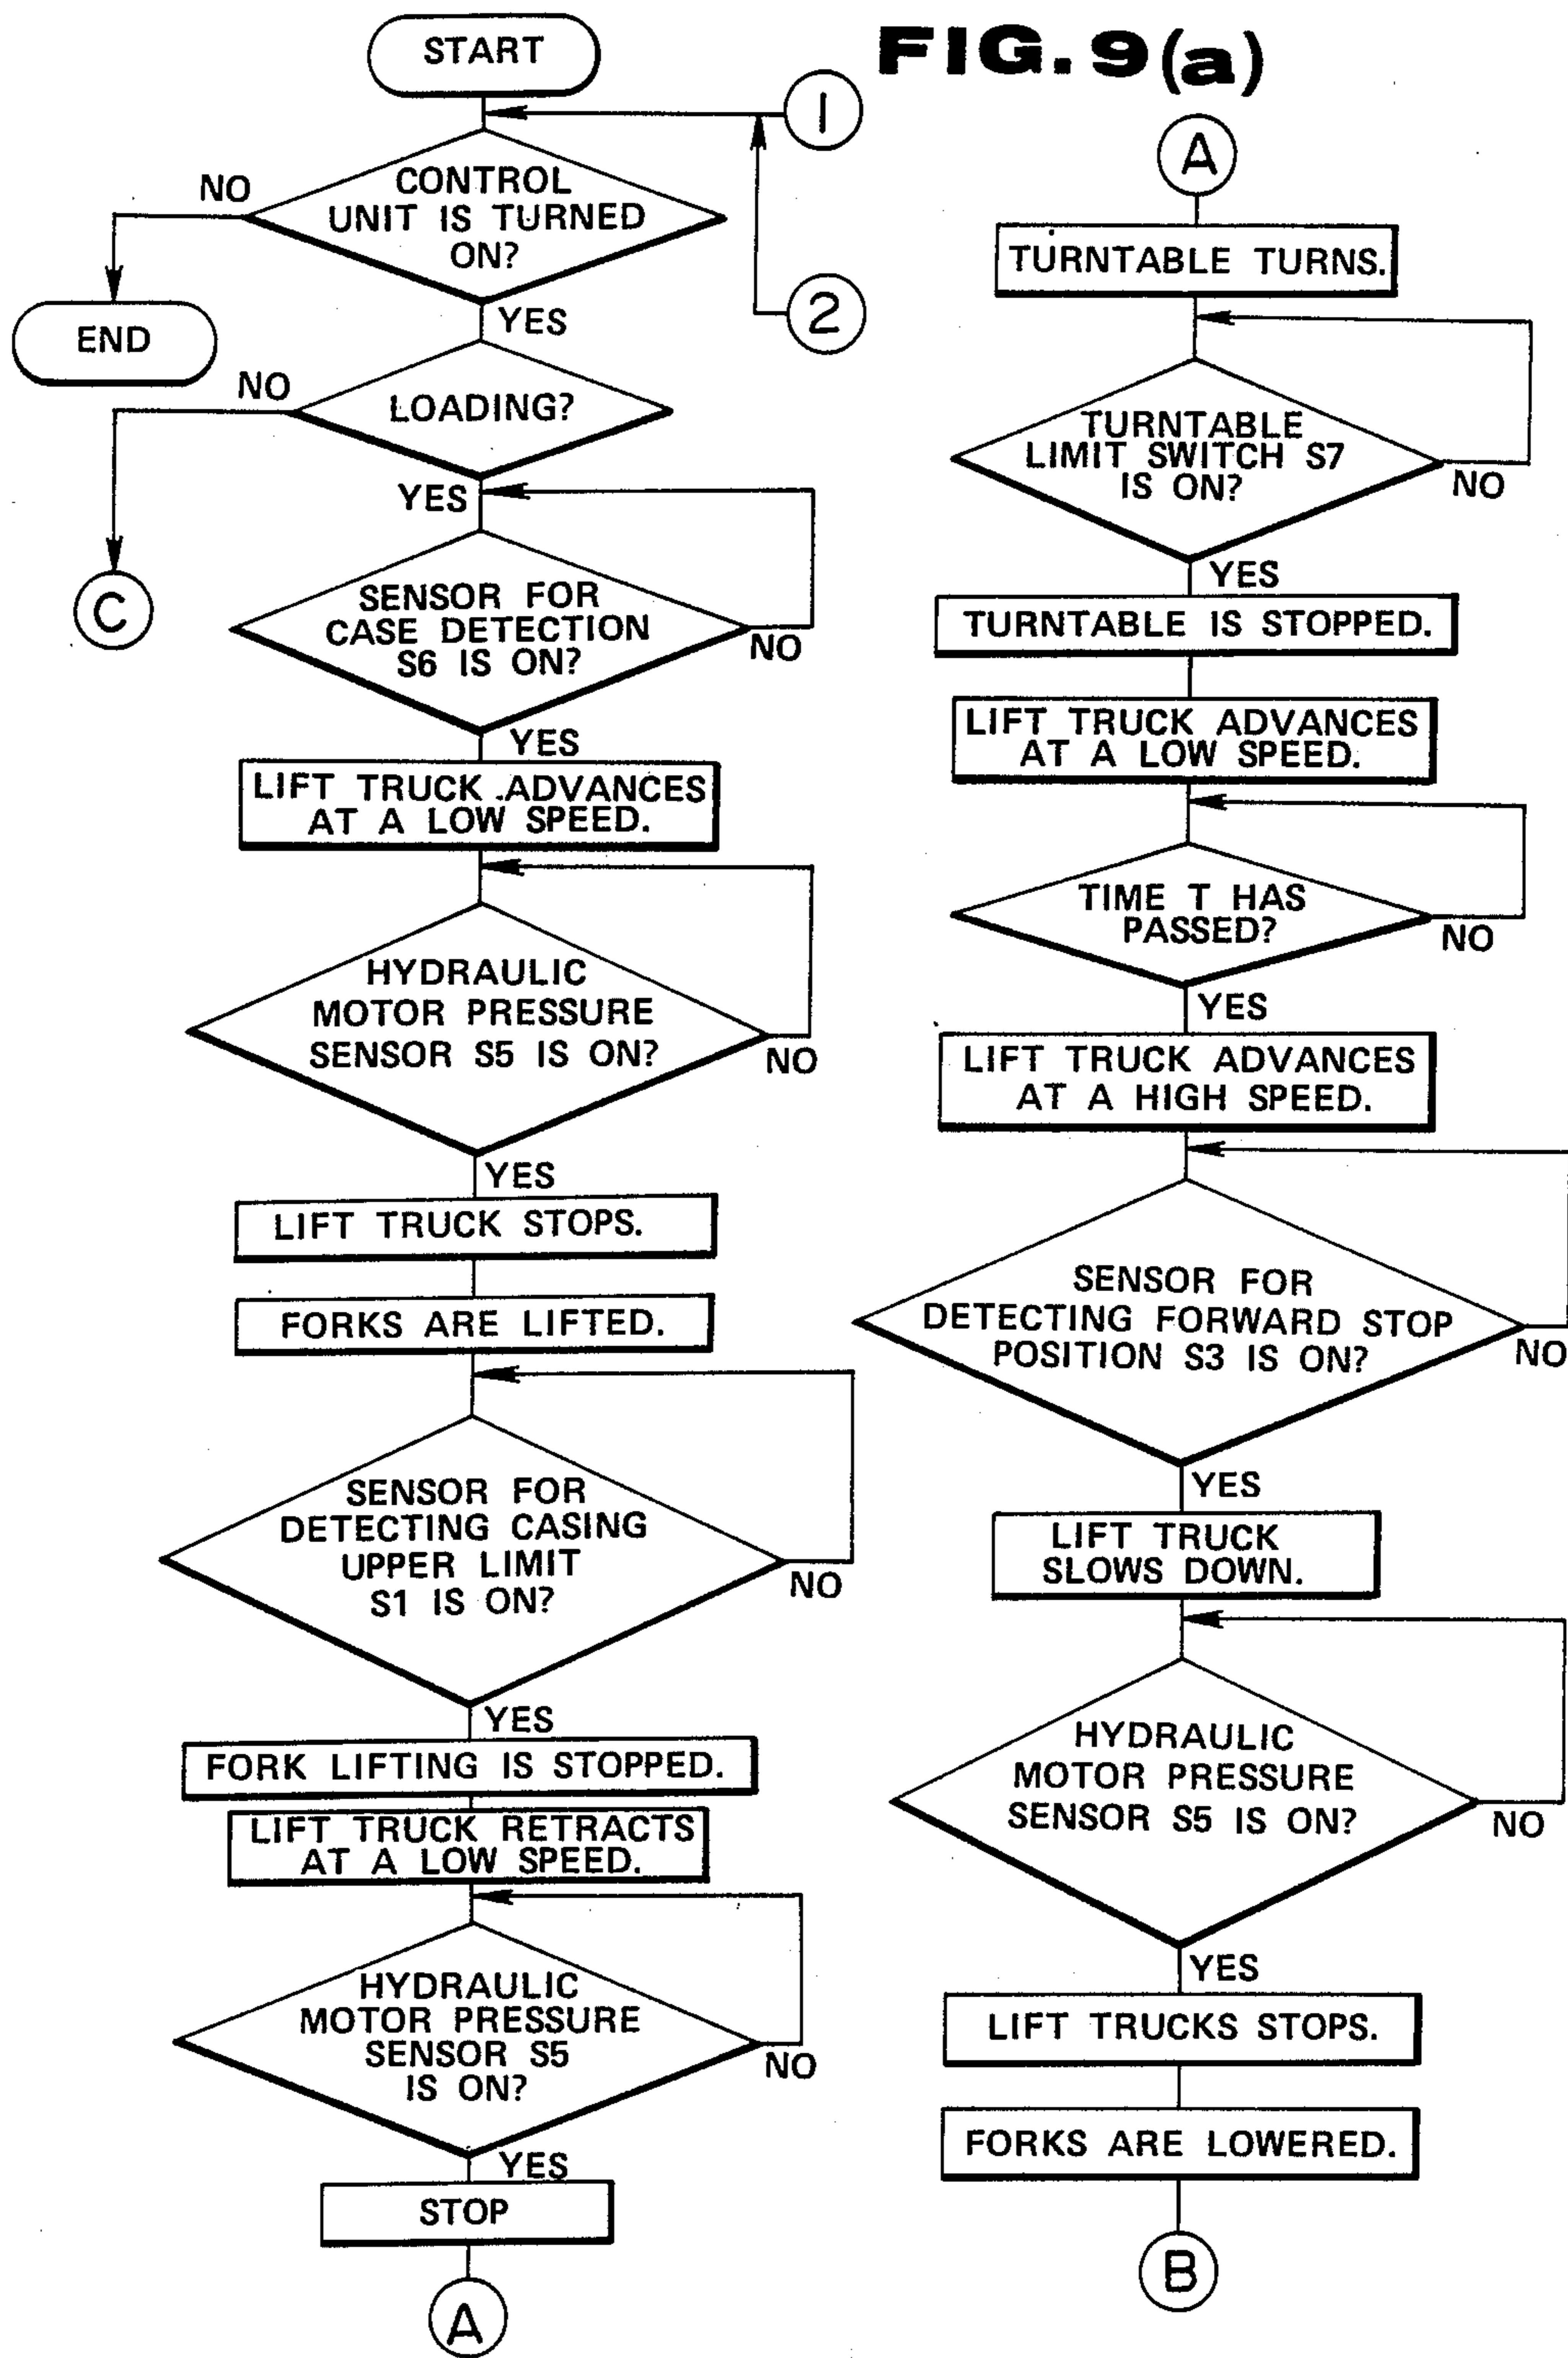 FIG. 9(a)
START
1
CONTROL
UNIT IS TURNED
ON?
NO
END
YES
2
LOADING?
NO
C
YES
SENSOR FOR
CASE DETECTION
S6 IS ON?
NO
YES
LIFT TRUCK ADVANCES
AT A LOW SPEED.
HYDRAULIC
MOTOR PRESSURE
SENSOR S5 IS ON?
NO
YES
LIFT TRUCK STOPS.
FORKS ARE LIFTED.
SENSOR FOR
DETECTING CASING
UPPER LIMIT
S1 IS ON?
NO
YES
FORK LIFTING IS STOPPED.
LIFT TRUCK RETRACTS
AT A LOW SPEED.
HYDRAULIC
MOTOR PRESSURE
SENSOR S5
IS ON?
NO
YES
STOP
A
A
TURNTABLE TURNS.
TURNTABLE
LIMIT SWITCH S7
IS ON?
NO
YES
TURNTABLE IS STOPPED.
LIFT TRUCK ADVANCES
AT A LOW SPEED.
TIME T HAS
PASSED?
NO
YES
LIFT TRUCK ADVANCES
AT A HIGH SPEED.
SENSOR FOR
DETECTING FORWARD STOP
POSITION S3 IS ON?
NO
YES
LIFT TRUCK
SLOWS DOWN.
HYDRAULIC
MOTOR PRESSURE
SENSOR S5 IS ON?
NO
YES
LIFT TRUCKS STOPS.
FORKS ARE LOWERED.
B